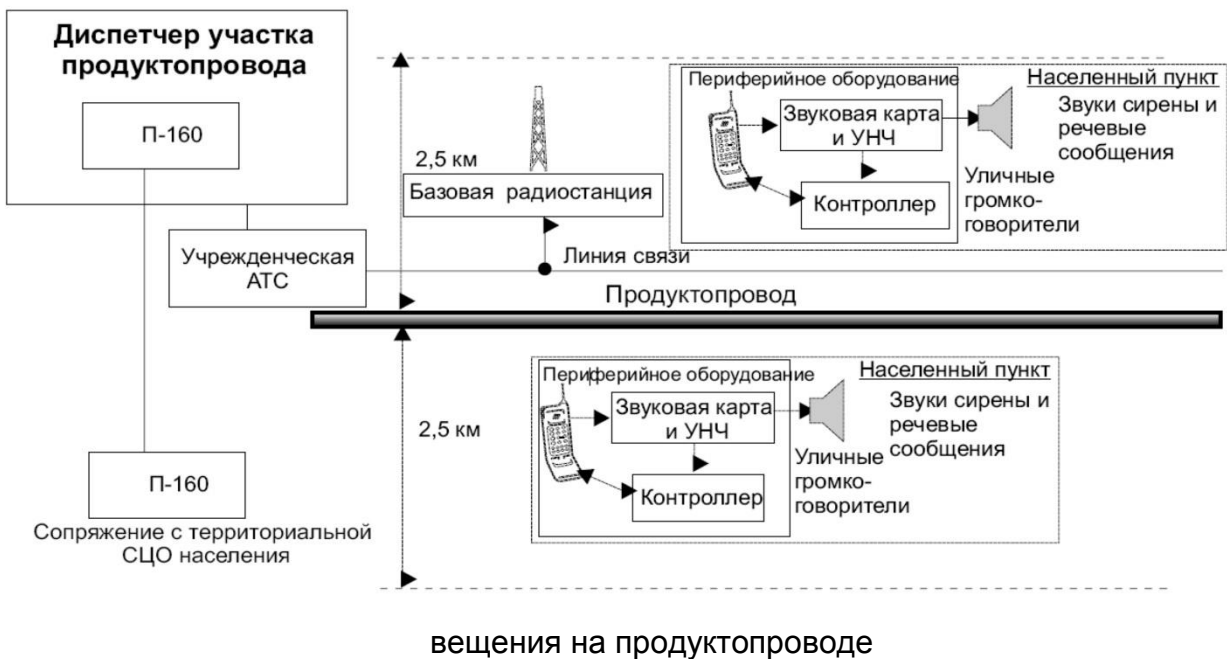 Диспетчер участка
продуктопровода
П-160
Учрежденческая
АТС
П-160
Сопряжение с территориальной
СЦО населения
2,5 км
Базовая радиостанция
Линия связи
Периферийное оборудование
Звуковая карта
и УНЧ
Контроллер
Населенный пункт
Звуки сирены и
речевые
сообщения
Уличные
громко-
говорители
Продуктопровод
2,5 км
Периферийное оборудование
Звуковая карта
и УНЧ
Контроллер
Населенный пункт
Звуки сирены и
речевые
сообщения
Уличные
громко-
говорители
вещения на продуктопроводе